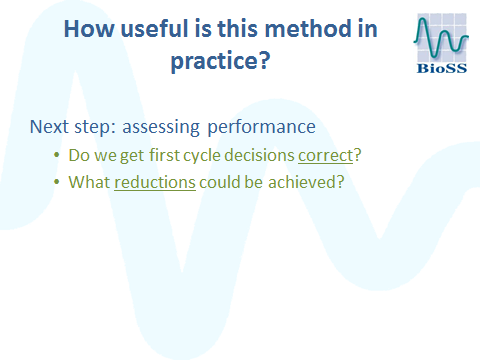 How useful is this method in
practice?
BioSS
Next step: assessing performance
• Do we get first cycle decisions correct?
• What reductions could be achieved?